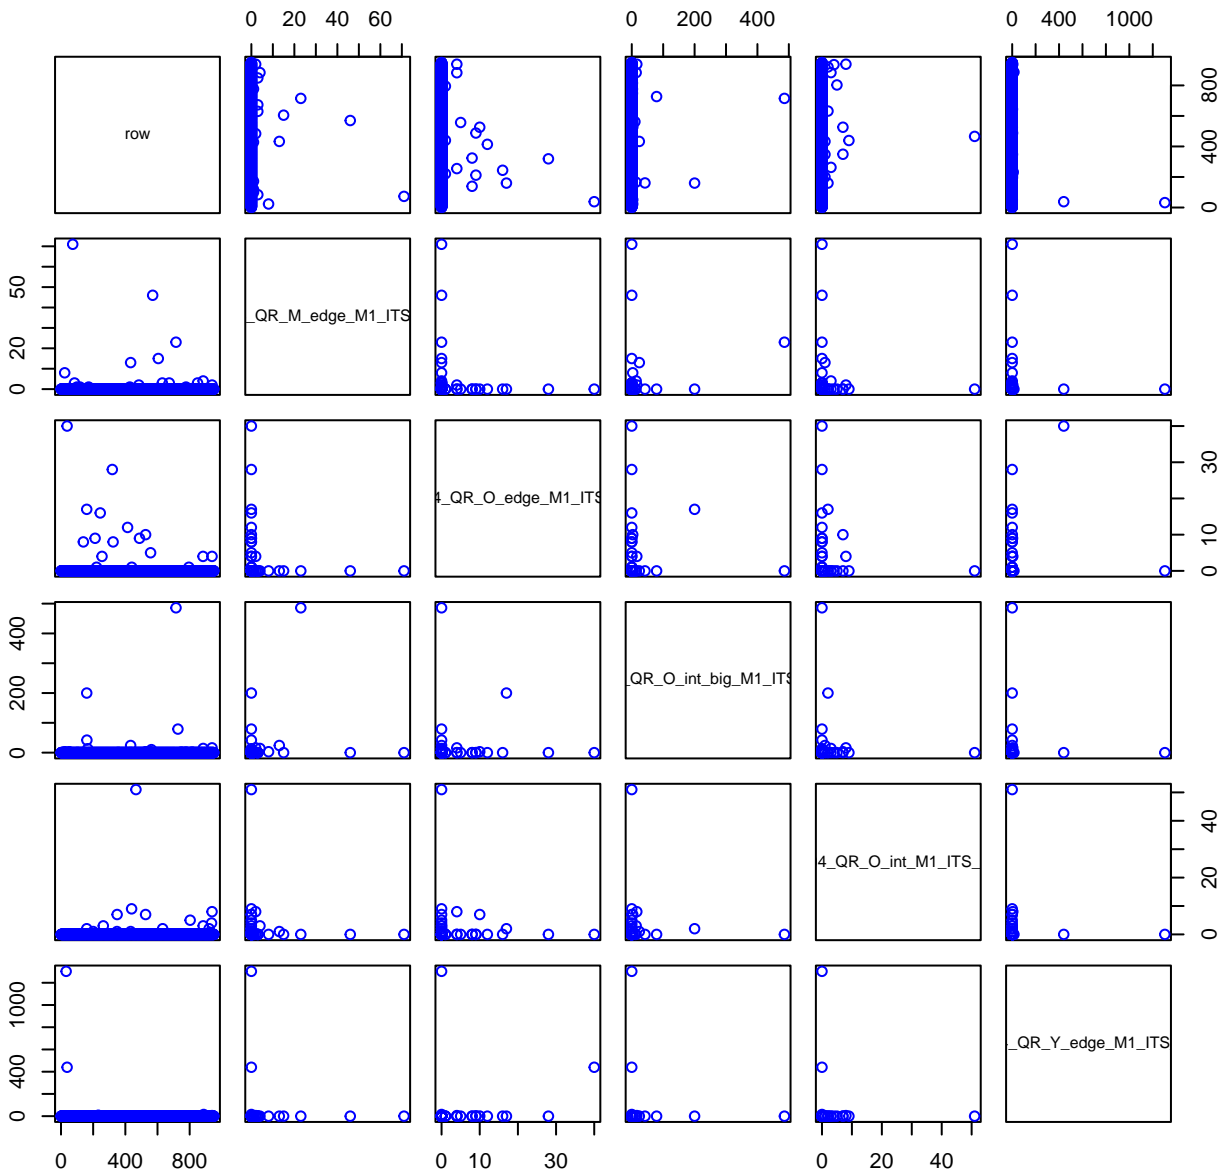 0 20 40 60 0 200 400 0 400 1000
row
0 400 800
_QR_M_edge_M1_ITS
0 20 50
4_QR_O_edge_M1_ITS
0 10 30
_QR_O_int_big_M1_ITS
0 200 400
4_QR_O_int_M1_ITS_
0 20 40
_QR_Y_edge_M1_ITS
0 400 1000
0 400 800 0 10 30 0 20 40